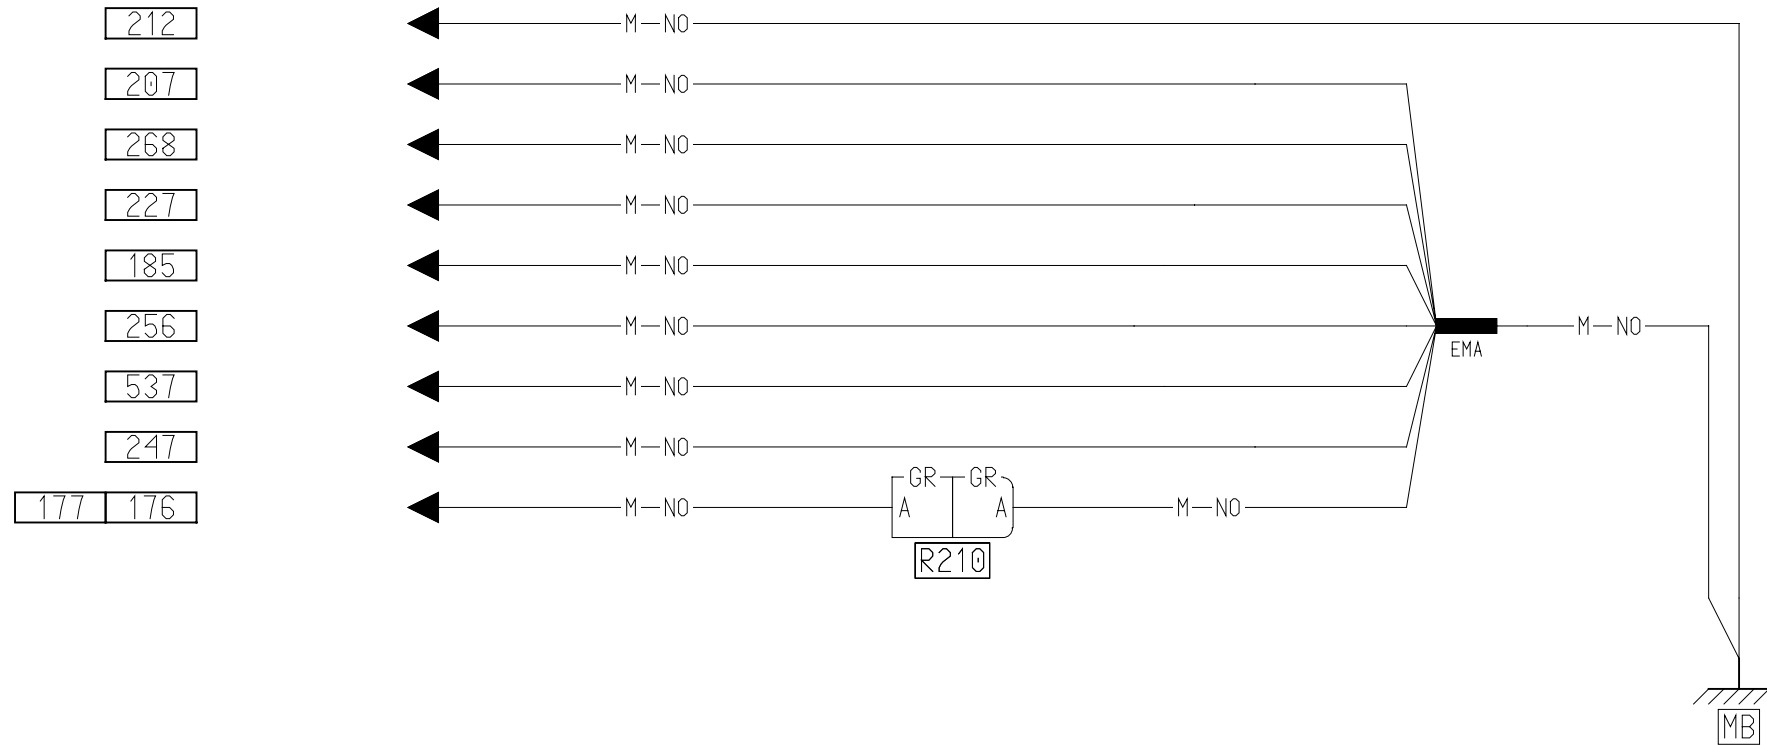 212 M NO
207 M NO
268 M NO
227 M NO
185 M NO
256 M NO M NO
EMA
537 M NO
247 M NO
GR GR
177 176 M NO A A M NO
R210
MB